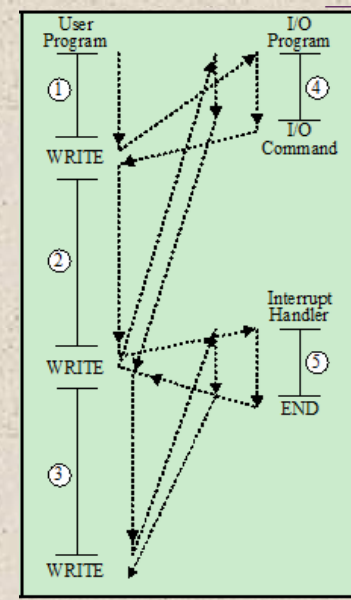 User
Program
I/O
Program
①
④
WRITE
I/O
Command
②
Interrupt
Handler
WRITE
⑤
END
③
WRITE